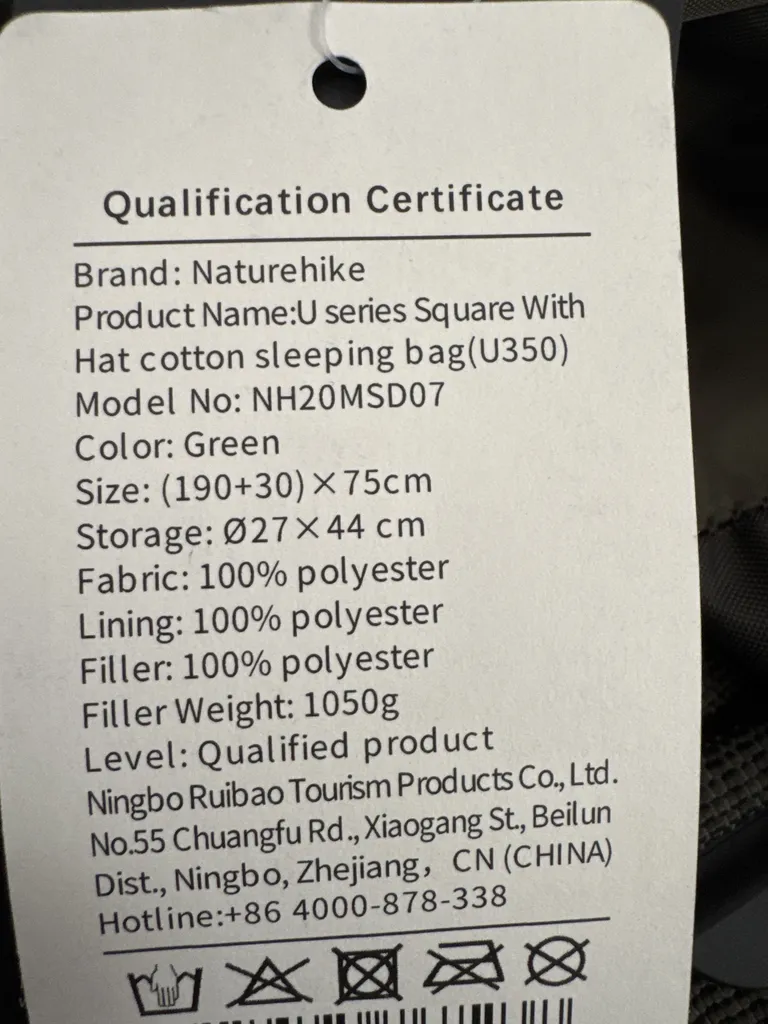 Qualification Certificate
Brand: Naturehike
Product Name:U series Square With
Hat cotton sleeping bag(U350)
Model No: NH20MSD07
Color: Green
Size: (190+30)×75cm
Storage: Ø27×44 cm
Fabric: 100% polyester
Lining: 100% polyester
Filler: 100% polyester
Filler Weight: 1050g
Level: Qualified product
Ningbo Ruibao Tourism Products Co., Ltd.
No.55 Chuangfu Rd., Xiaogang St., Beilun
Dist., Ningbo, Zhejiang, CN (CHINA)
Hotline:+86 4000-878-338